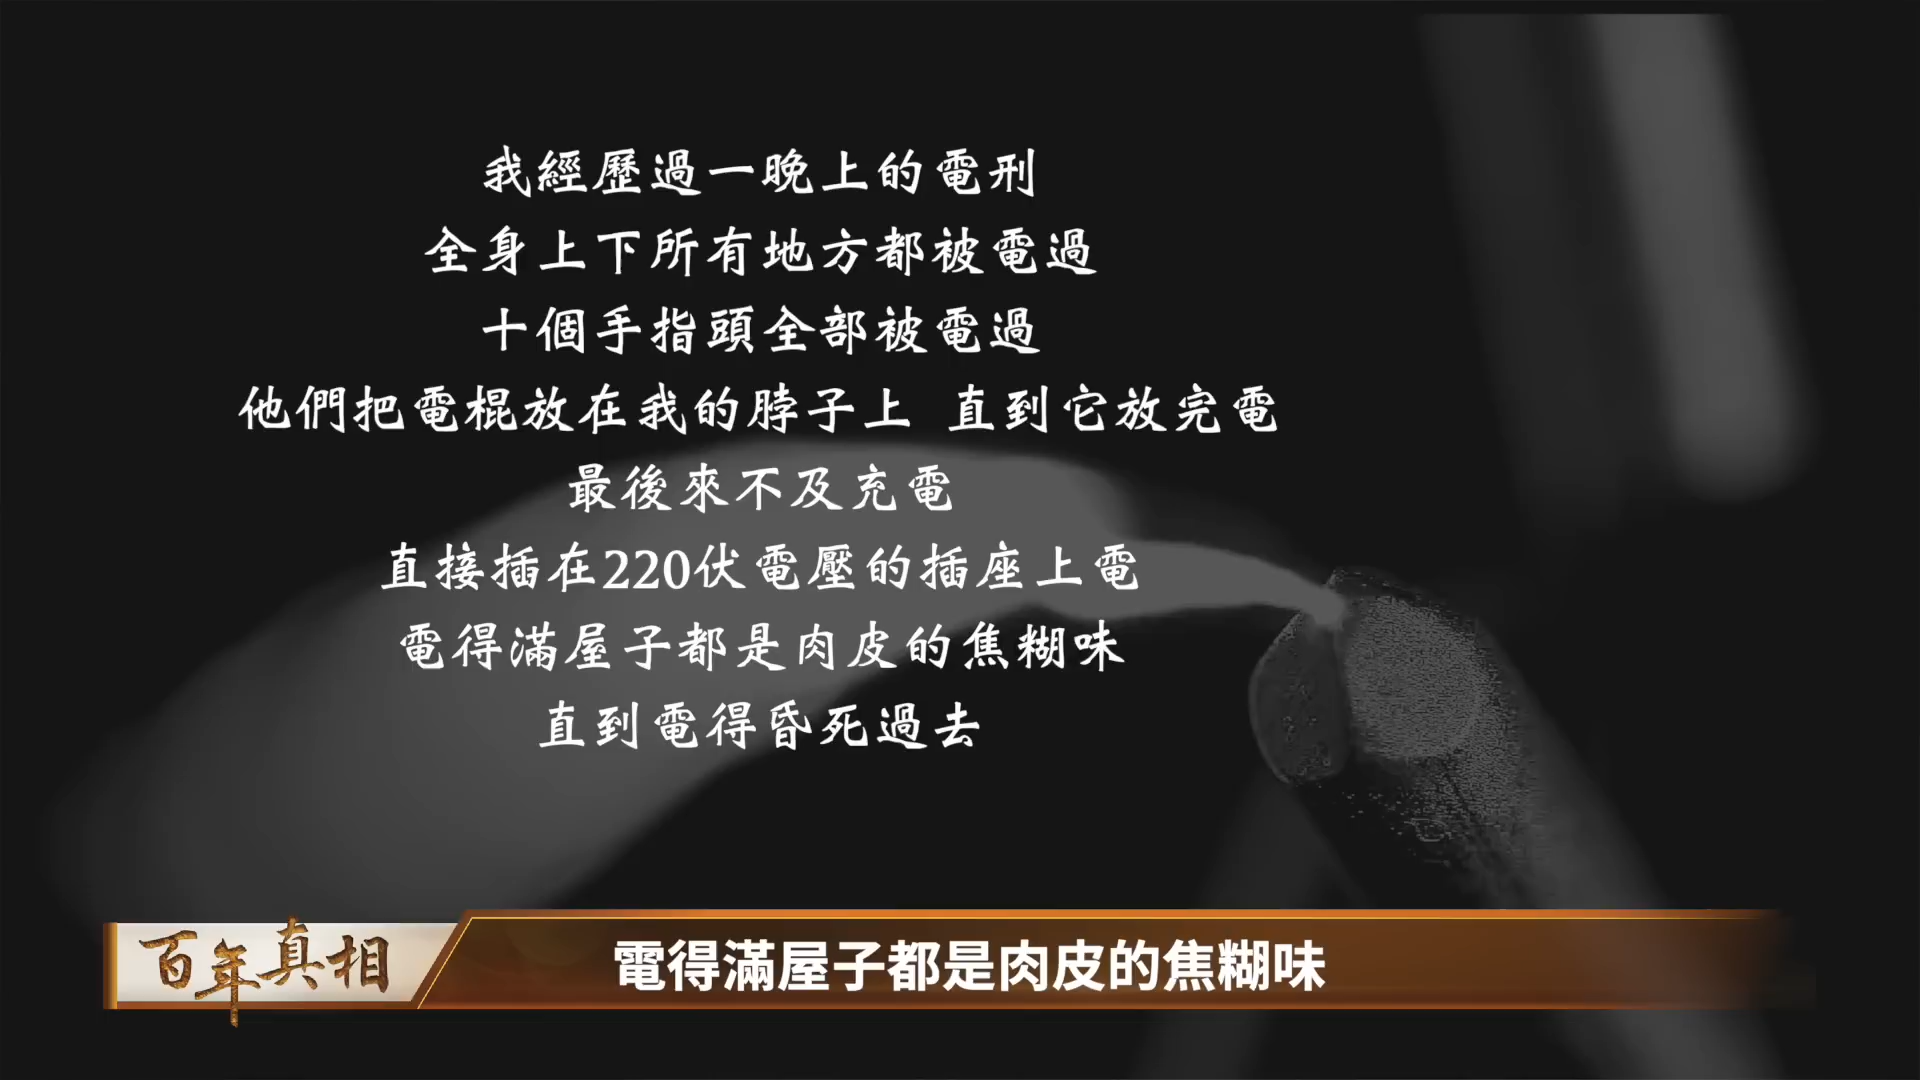 我經歷過一晚上的電刑
全身上下所有地方都被電過
十個手指頭全部被電過
他們把電棍放在我的脖子上 直到它放完電
最後來不及充電
直接插在220伏電壓的插座上電
電得滿屋子都是肉皮的焦糊味
直到電得昏死過去
百年真相
電得滿屋子都是肉皮的焦糊味